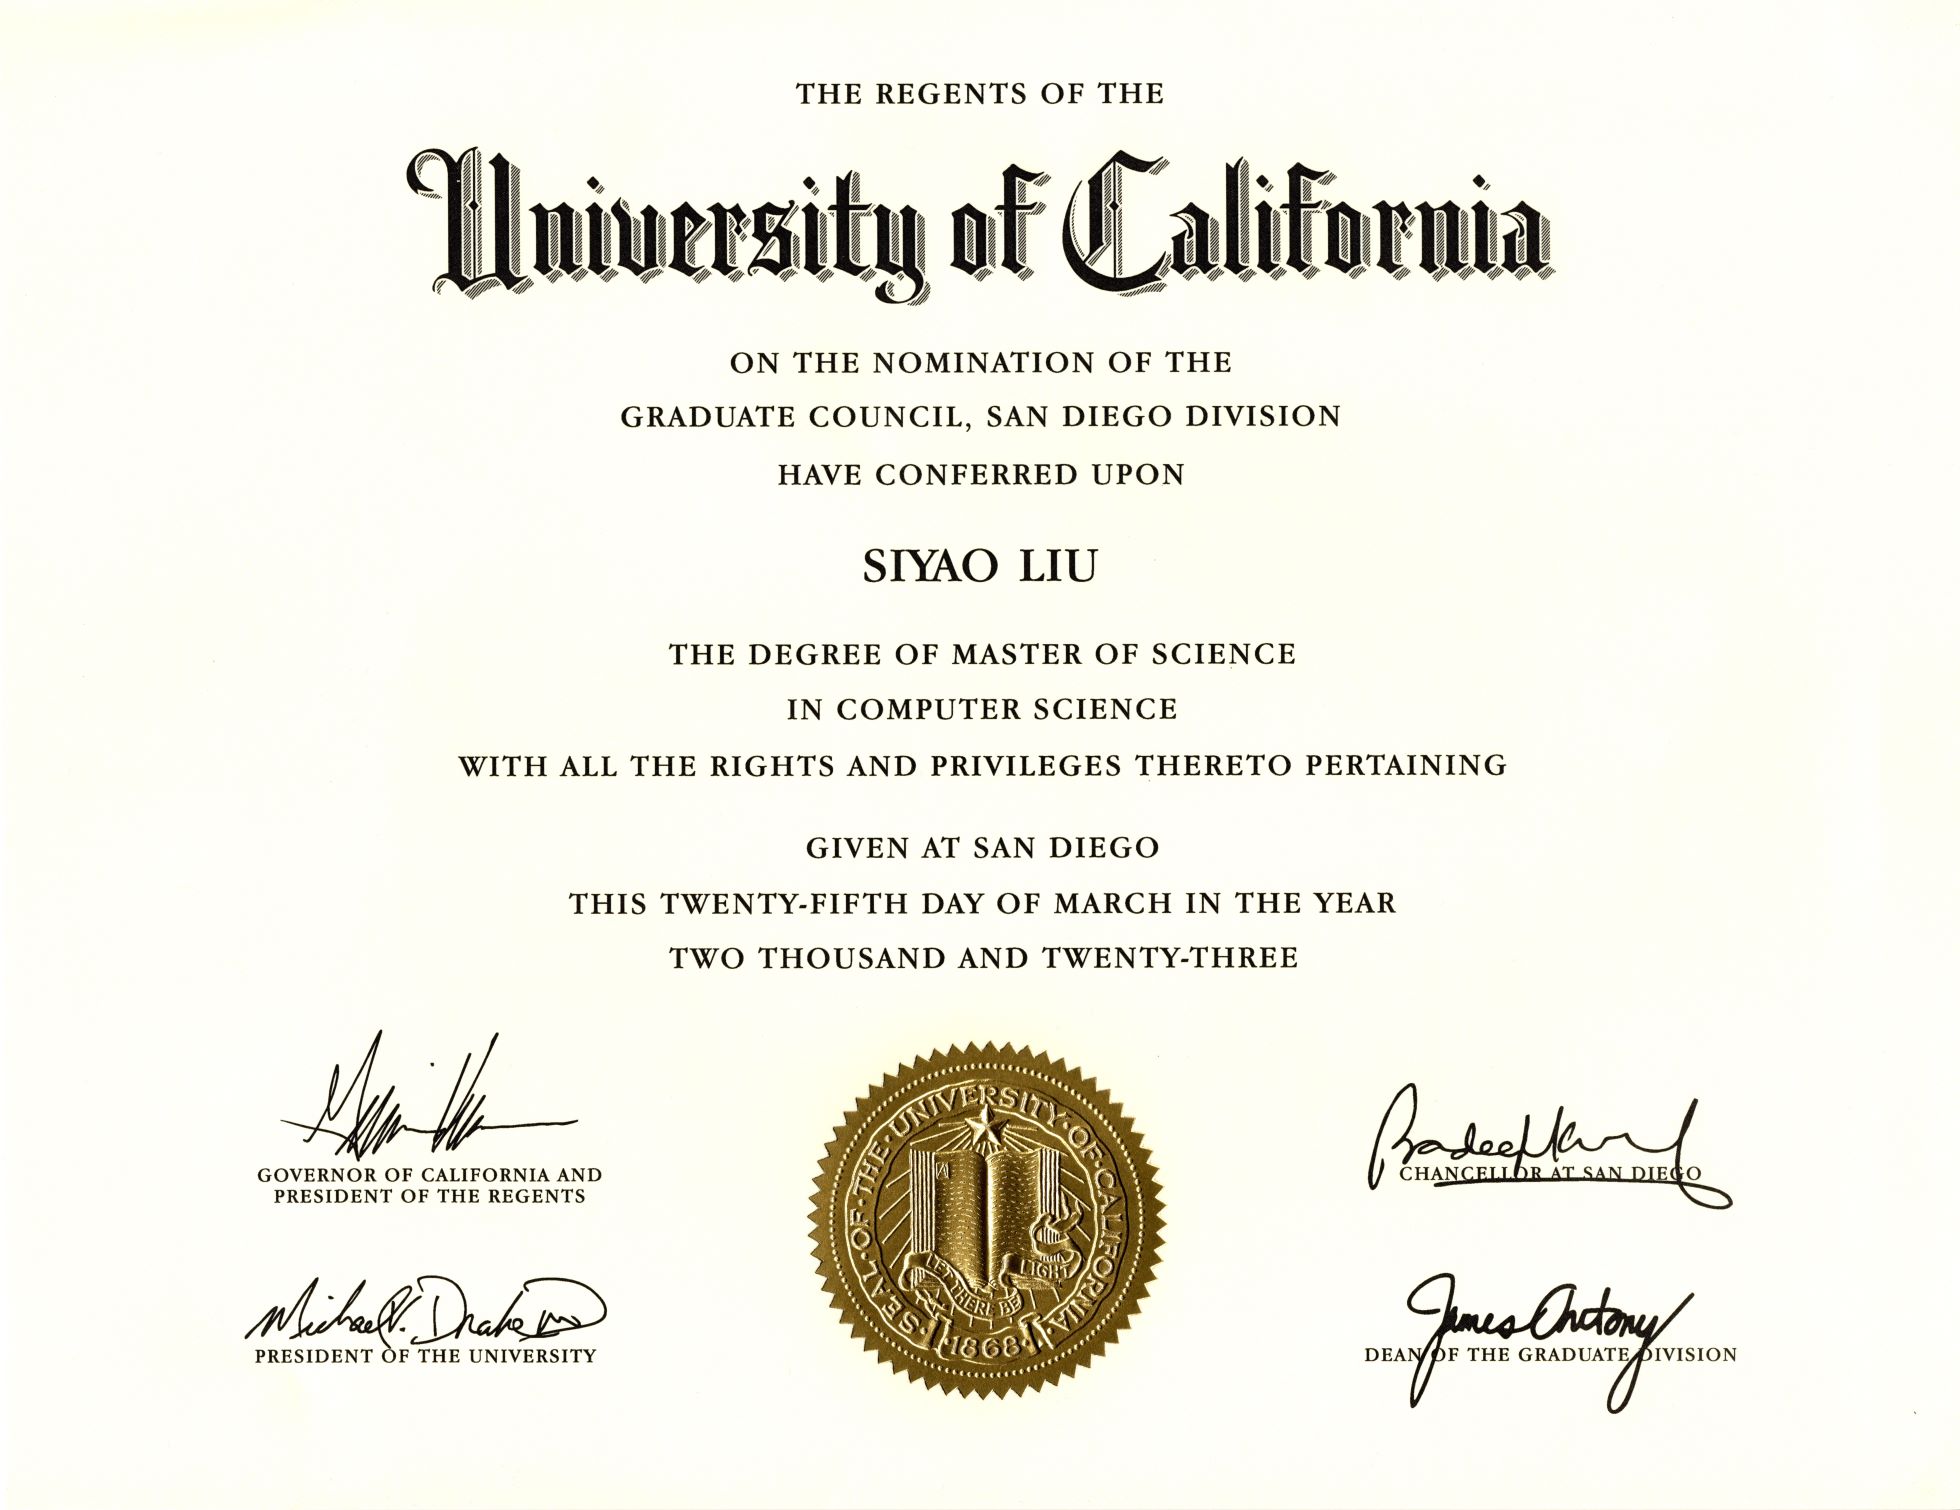 THE REGENTS OF THE
University of California
ON THE NOMINATION OF THE
GRADUATE COUNCIL, SAN DIEGO DIVISION
HAVE CONFERRED UPON
SIYAO LIU
THE DEGREE OF MASTER OF SCIENCE
IN COMPUTER SCIENCE
WITH ALL THE RIGHTS AND PRIVILEGES THERETO PERTAINING
GIVEN AT SAN DIEGO
THIS TWENTY-FIFTH DAY OF MARCH IN THE YEAR
TWO THOUSAND AND TWENTY-THREE
GOVERNOR OF CALIFORNIA AND
PRESIDENT OF THE REGENTS
Michael V. Drake MD
PRESIDENT OF THE UNIVERSITY
SEAL·OF·THE·UNIVERSITY·OF·CALIFORNIA·
A
LET THERE BE LIGHT
·1868·
Pradeep
CHANCELLOR AT SAN DIEGO
James Antony
DEAN OF THE GRADUATE DIVISION